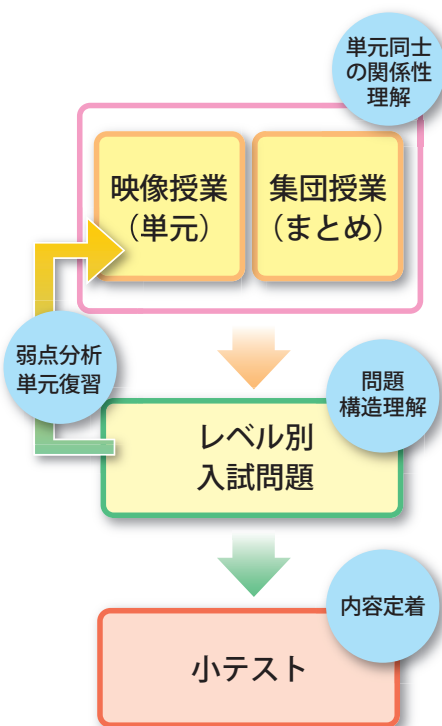 単元同士
の関係性
理解
映像授業
（単元）
集団授業
（まとめ）
弱点分析
単元復習
問題
構造理解
レベル別
入試問題
内容定着
小テスト